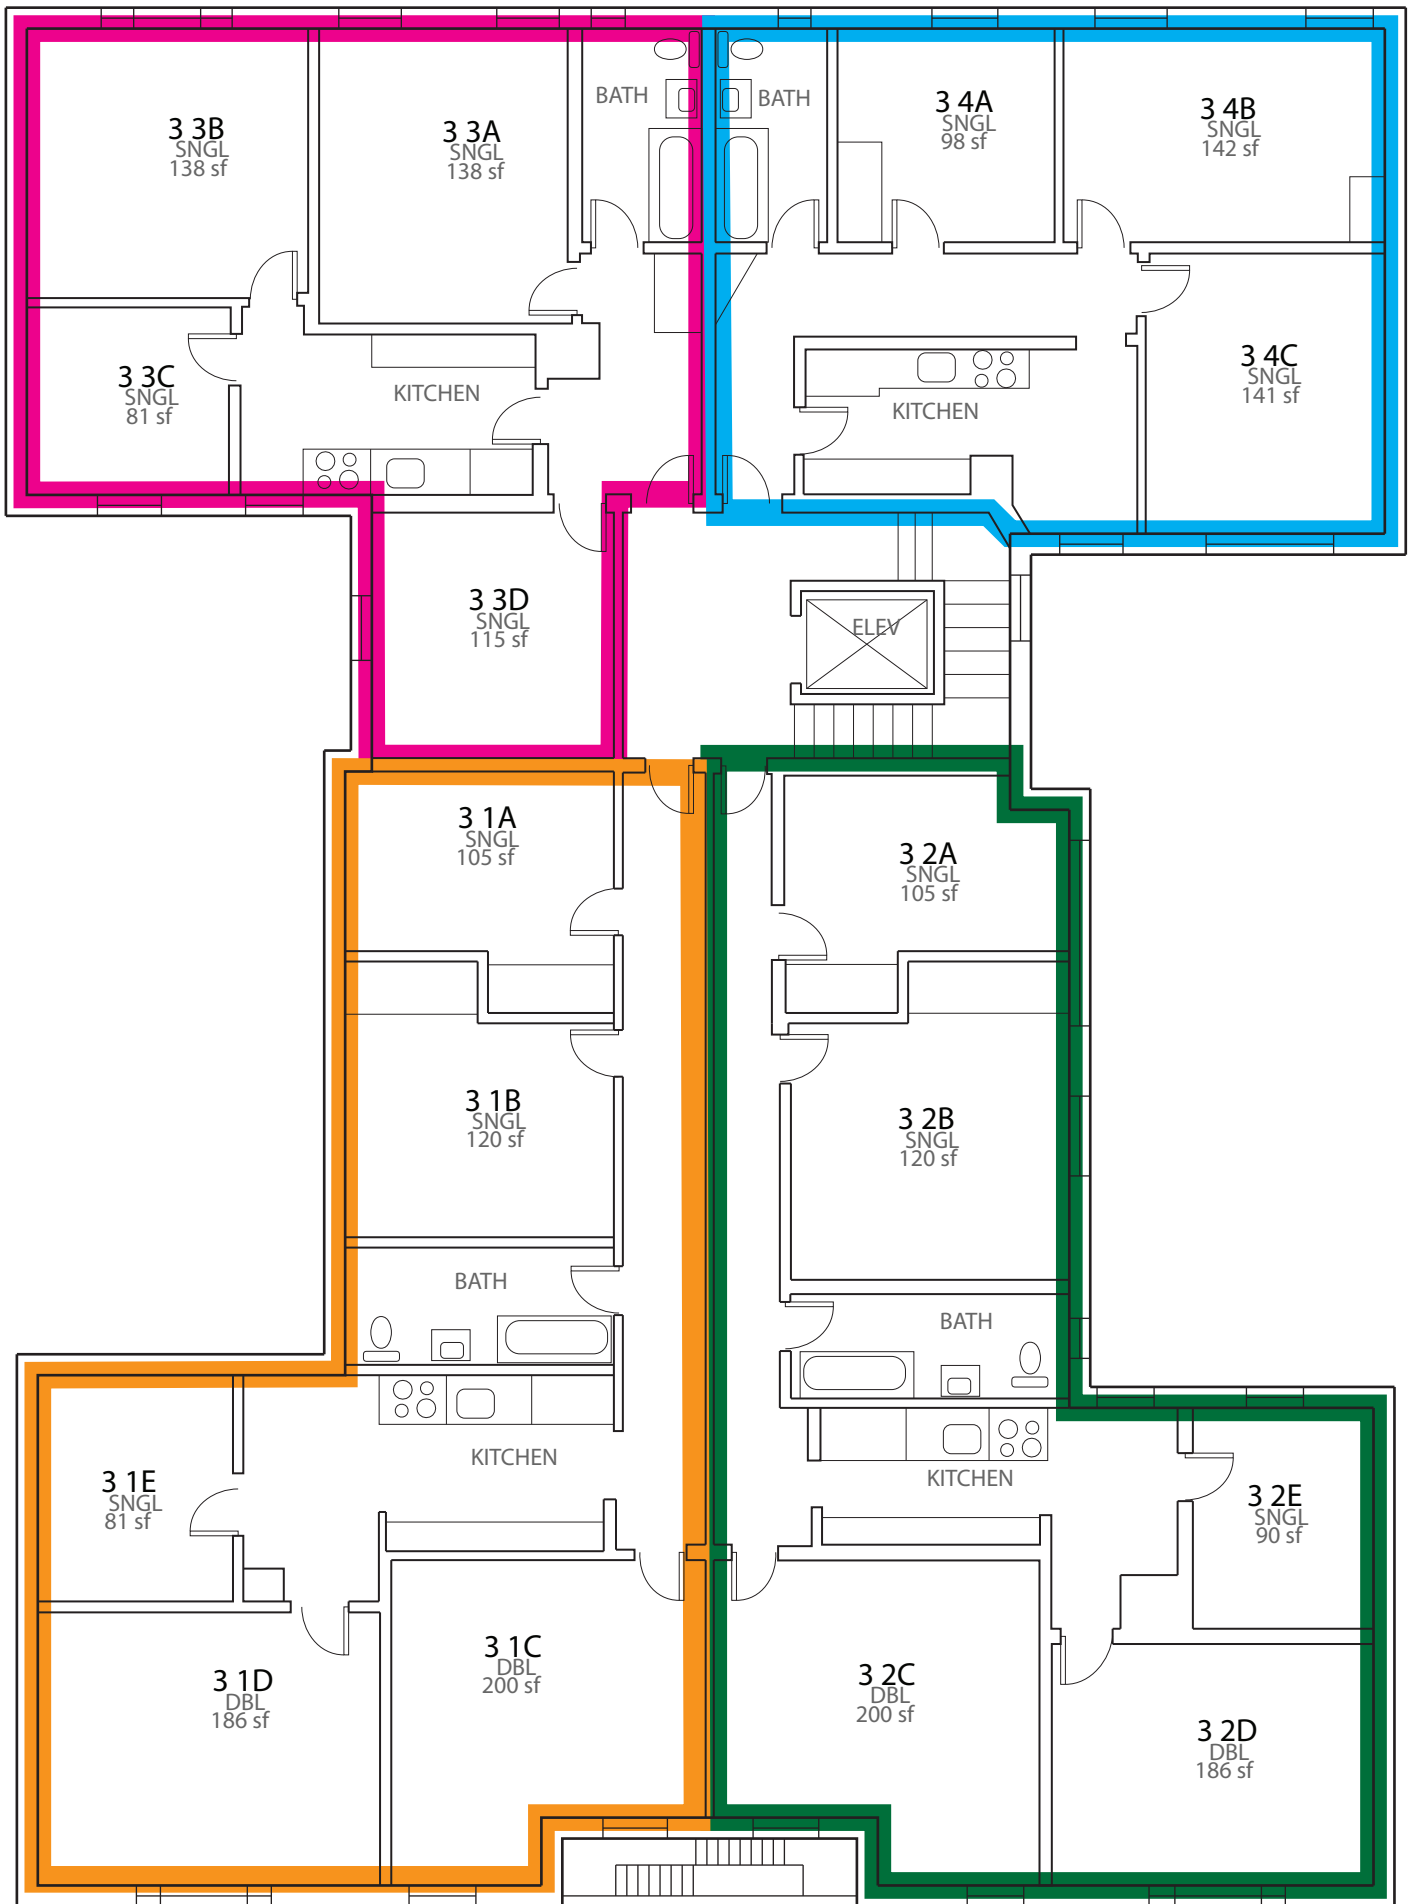 3 3B
SNGL
138 sf
3 3A
SNGL
138 sf
BATH
BATH
3 4A
SNGL
98 sf
3 4B
SNGL
142 sf
3 3C
SNGL
81 sf
KITCHEN
KITCHEN
3 4C
SNGL
141 sf
3 3D
SNGL
115 sf
ELEV
3 1A
SNGL
105 sf
3 2A
SNGL
105 sf
3 1B
SNGL
120 sf
3 2B
SNGL
120 sf
BATH
BATH
KITCHEN
KITCHEN
3 1E
SNGL
81 sf
3 2E
SNGL
90 sf
3 1D
DBL
186 sf
3 1C
DBL
200 sf
3 2C
DBL
200 sf
3 2D
DBL
186 sf